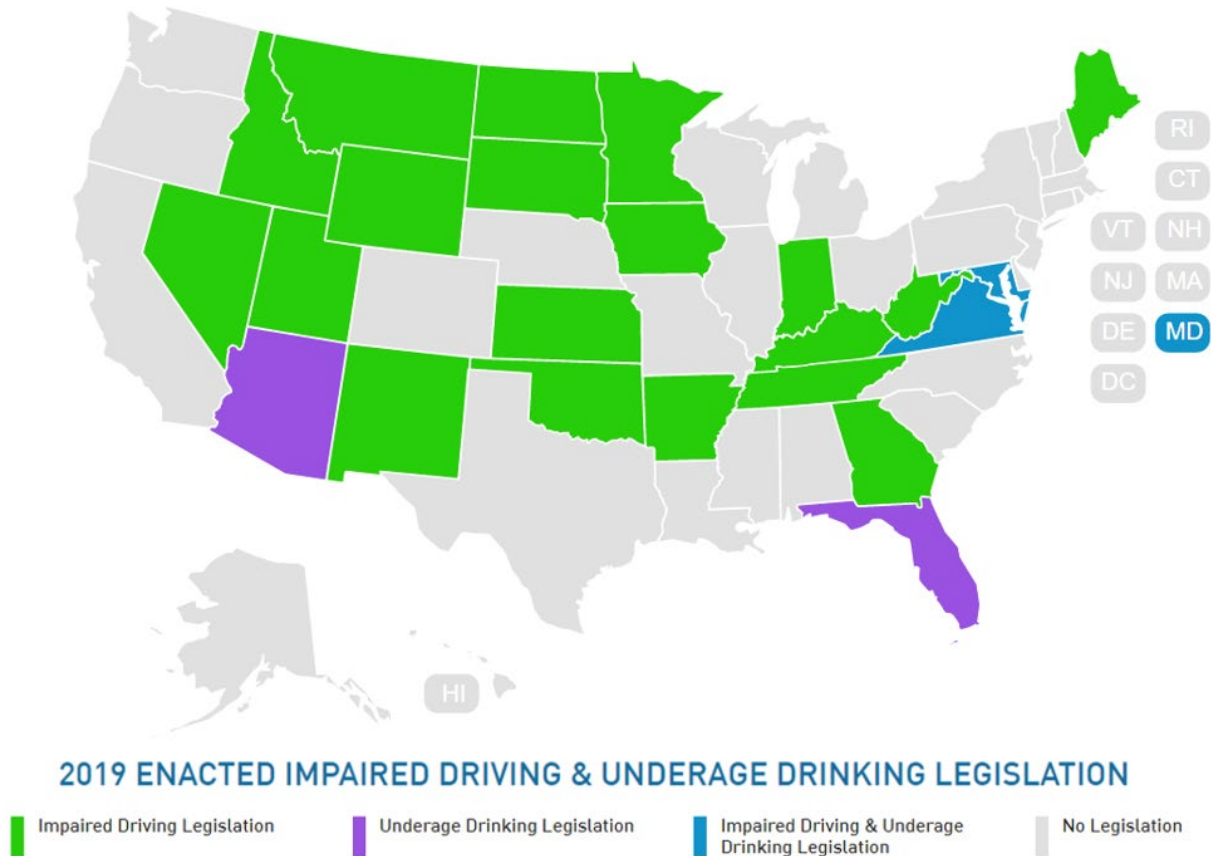 RI
CT
VT NH
NJ MA
DE MD
DC
HI
2019 ENACTED IMPAIRED DRIVING & UNDERAGE DRINKING LEGISLATION
Impaired Driving Legislation
Underage Drinking Legislation
Impaired Driving & Underage
Drinking Legislation
No Legislation